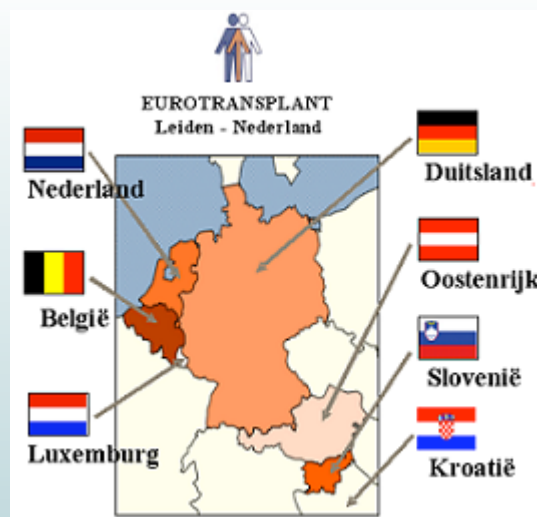 EUROTRANSPLANT
Leiden - Nederland
Nederland
België
Luxemburg
Duitsland
Oostenrijk
Slovenië
Kroatië